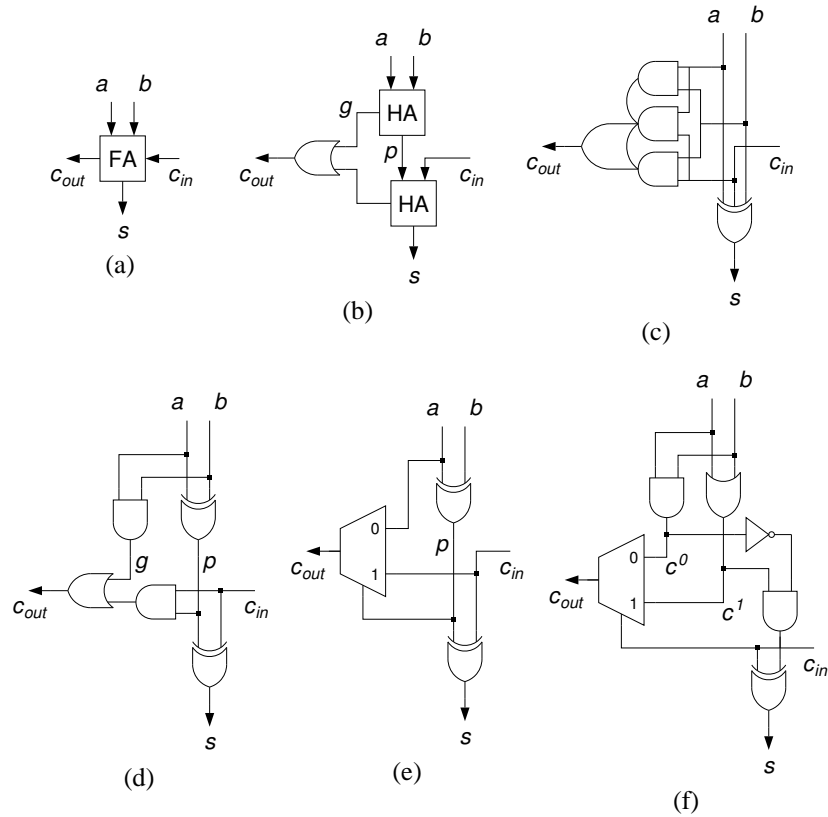 a b
FA
c_out c_in
s
(a)
a b
g HA
p
c_out c_in
HA
s
(b)
a b
c_out c_in
s
(c)
a b
g p
c_out c_in
s
(d)
a b
0
p
c_out c_in
1
s
(e)
a b
0 c^0
c_out
1 c^1
c_in
s
(f)